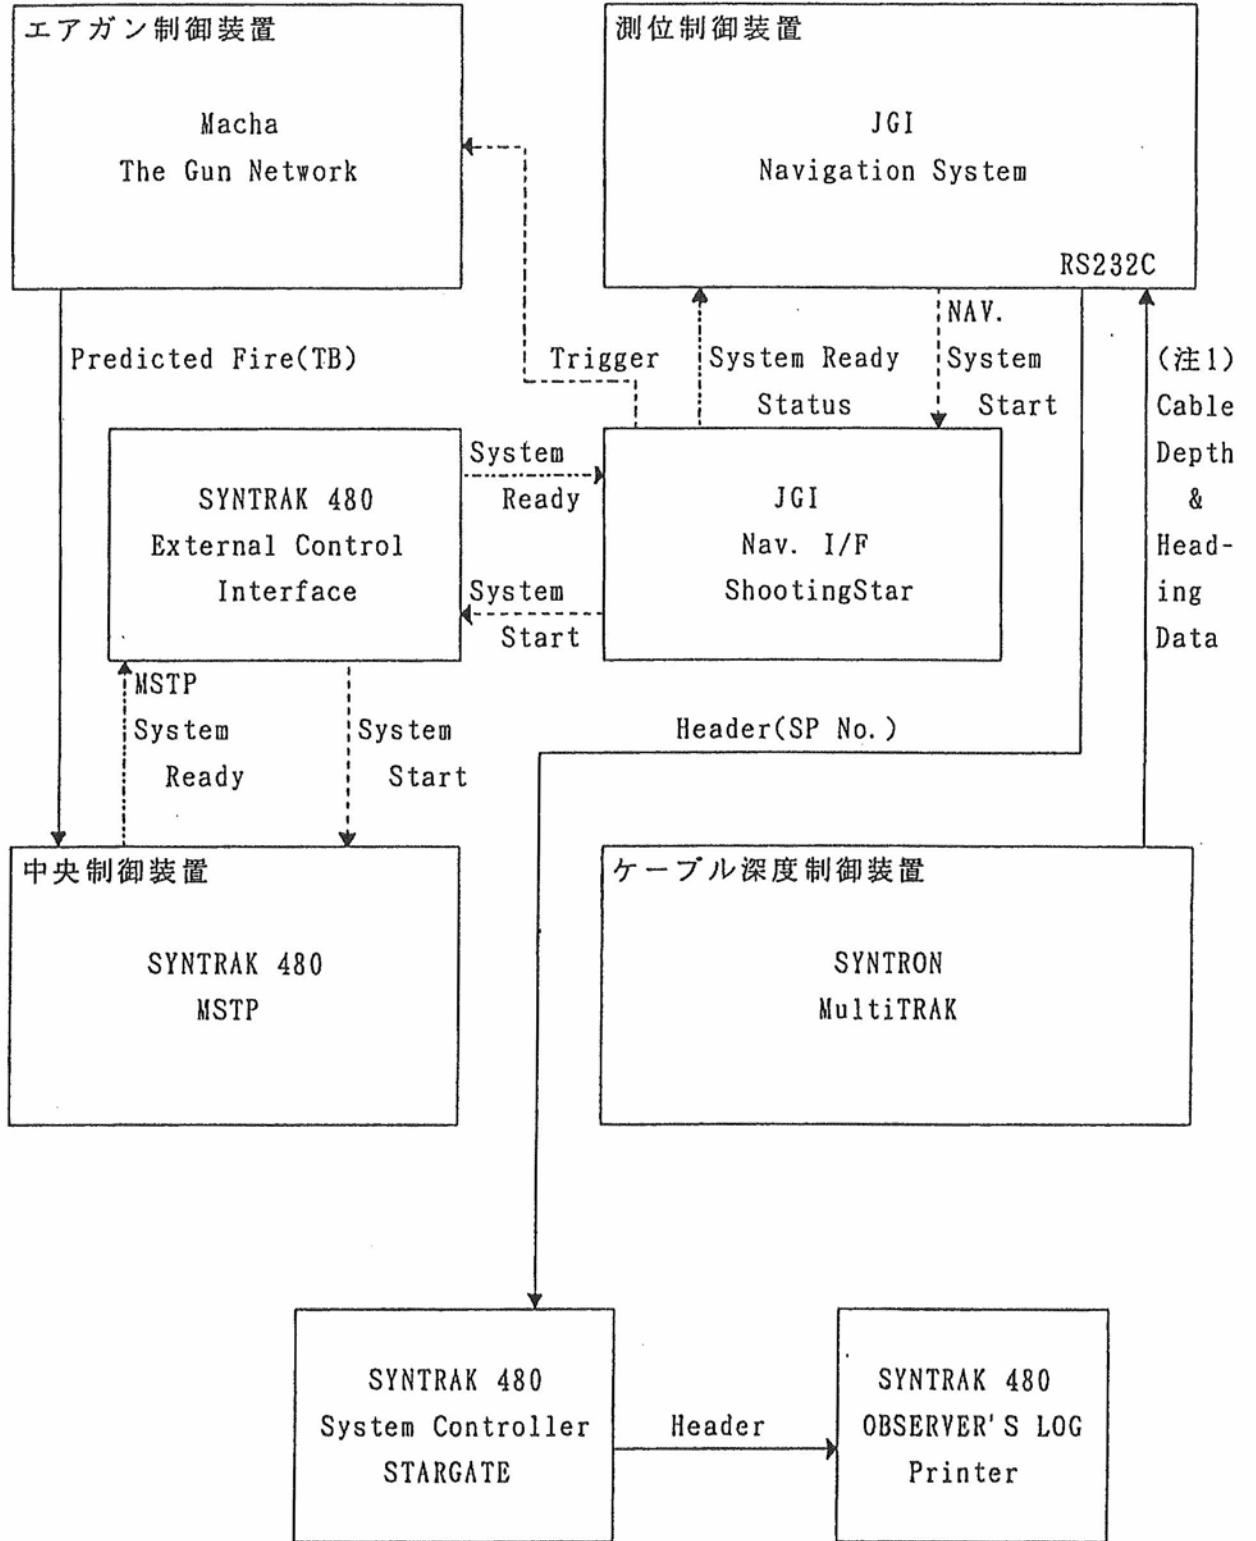 エアガン制御装置
Macha
The Gun Network
測位制御装置
JGI
Navigation System
RS232C
Predicted Fire(TB)
Trigger
System Ready
Status
NAV.
System
Start
(注1)
Cable
Depth
&
Head-
ing
Data
SYNTRAK 480
External Control
Interface
System
Ready
System
Start
JGI
Nav. I/F
ShootingStar
MSTP
System
Ready
System
Start
Header(SP No.)
中央制御装置
SYNTRAK 480
MSTP
ケーブル深度制御装置
SYNTRON
MultiTRAK
SYNTRAK 480
System Controller
STARGATE
Header
SYNTRAK 480
OBSERVER'S LOG
Printer